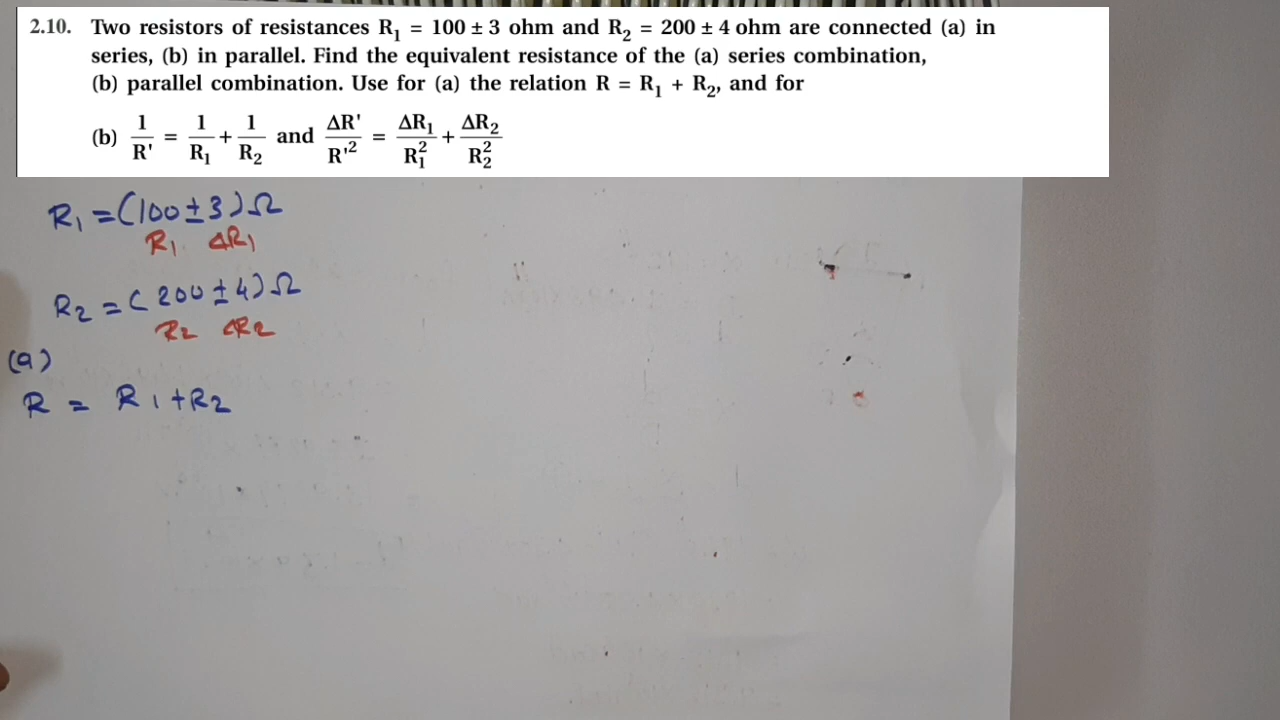 2.10. Two resistors of resistances R₁ = 100 ± 3 ohm and R₂ = 200 ± 4 ohm are connected (a) in
series, (b) in parallel. Find the equivalent resistance of the (a) series combination,
(b) parallel combination. Use for (a) the relation R = R₁ + R₂, and for
(b) 1/R' = 1/R₁ + 1/R₂ and ΔR'/R'² = ΔR₁/R₁² + ΔR₂/R₂²
R₁ = (100 ± 3) Ω
R₁ ΔR₁
R₂ = (200 ± 4) Ω
R₂ ΔR₂
(a)
R = R₁ + R₂